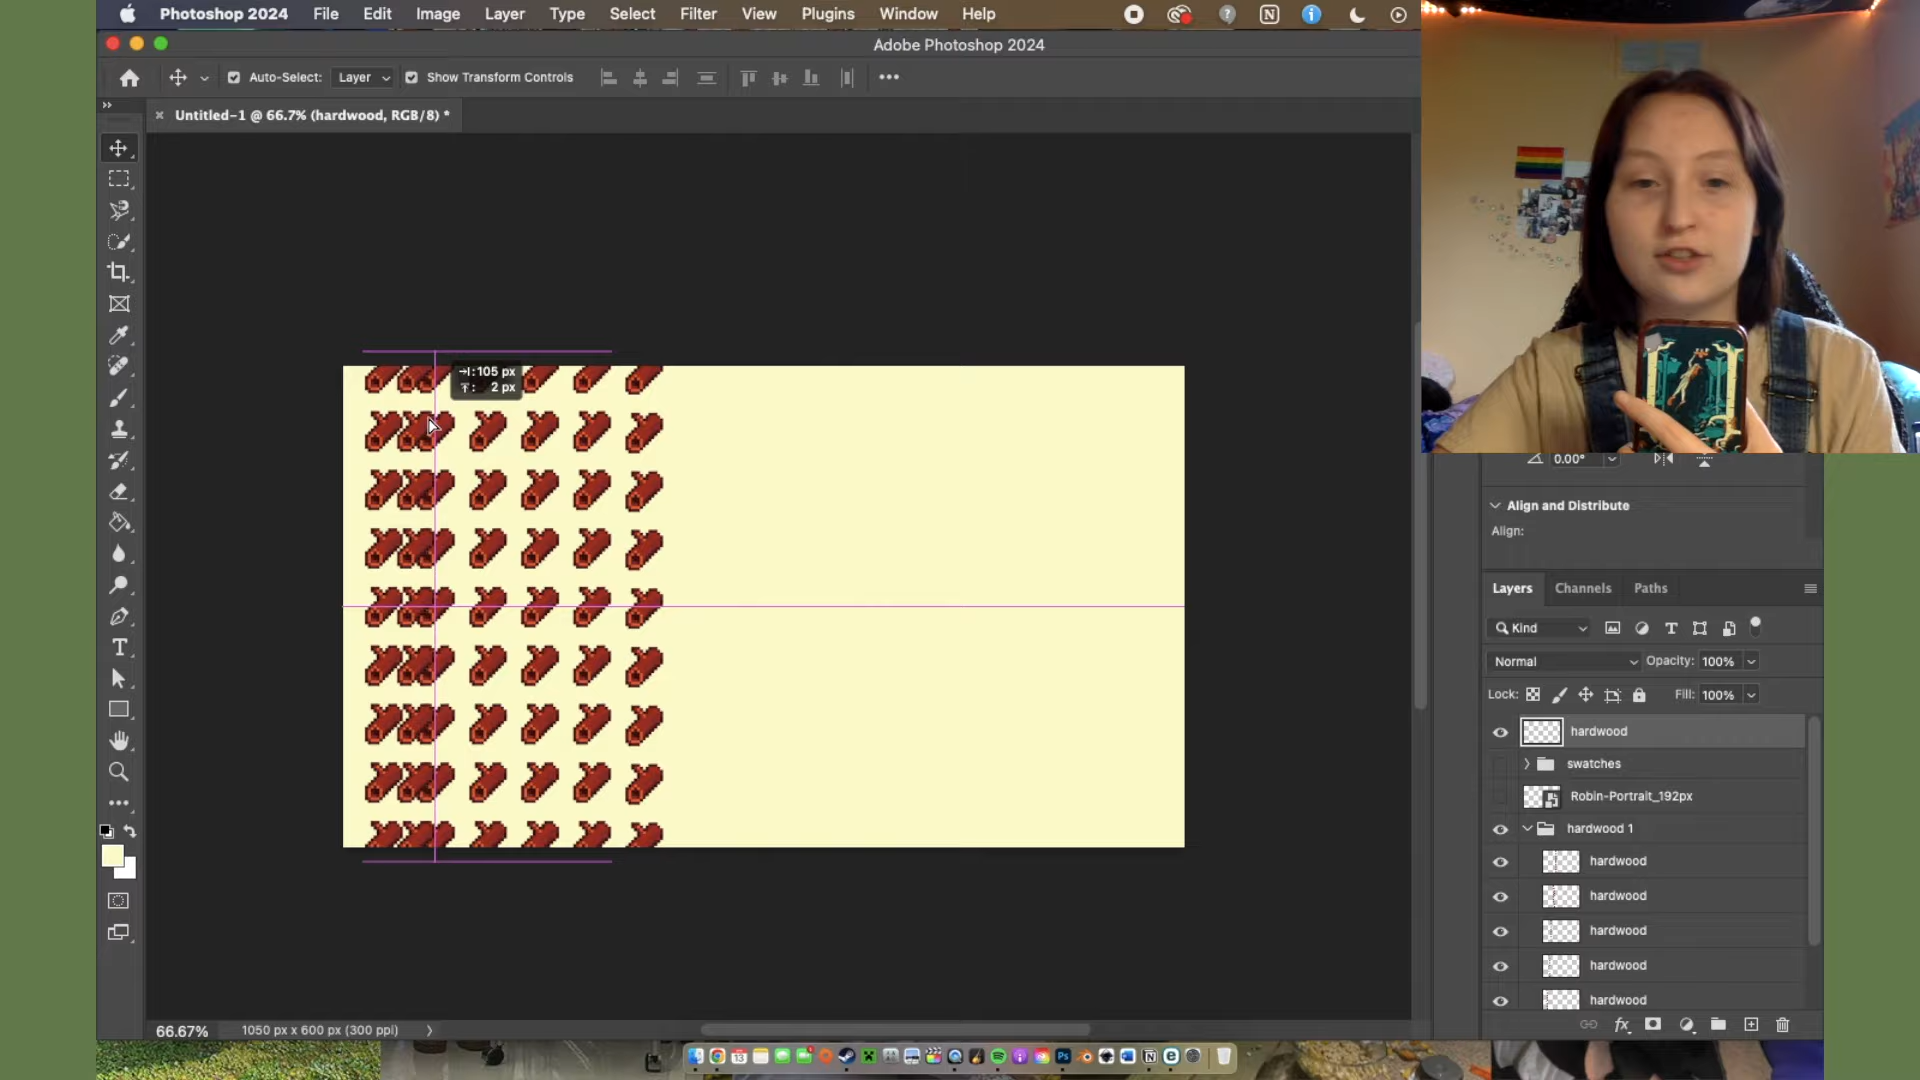 Photoshop 2024 File Edit Image Layer Type Select Filter View Plugins Window Help
Adobe Photoshop 2024
Auto-Select: Layer Show Transform Controls
Untitled-1 @ 66.7% (hardwood, RGB/8) *
105 px
2 px
0.00°
Align and Distribute
Align:
Layers Channels Paths
Kind
Normal Opacity: 100%
Lock: Fill: 100%
hardwood
swatches
Robin-Portrait_192px
hardwood 1
hardwood
hardwood
hardwood
hardwood
hardwood
66.67% 1050 px x 600 px (300 ppi)